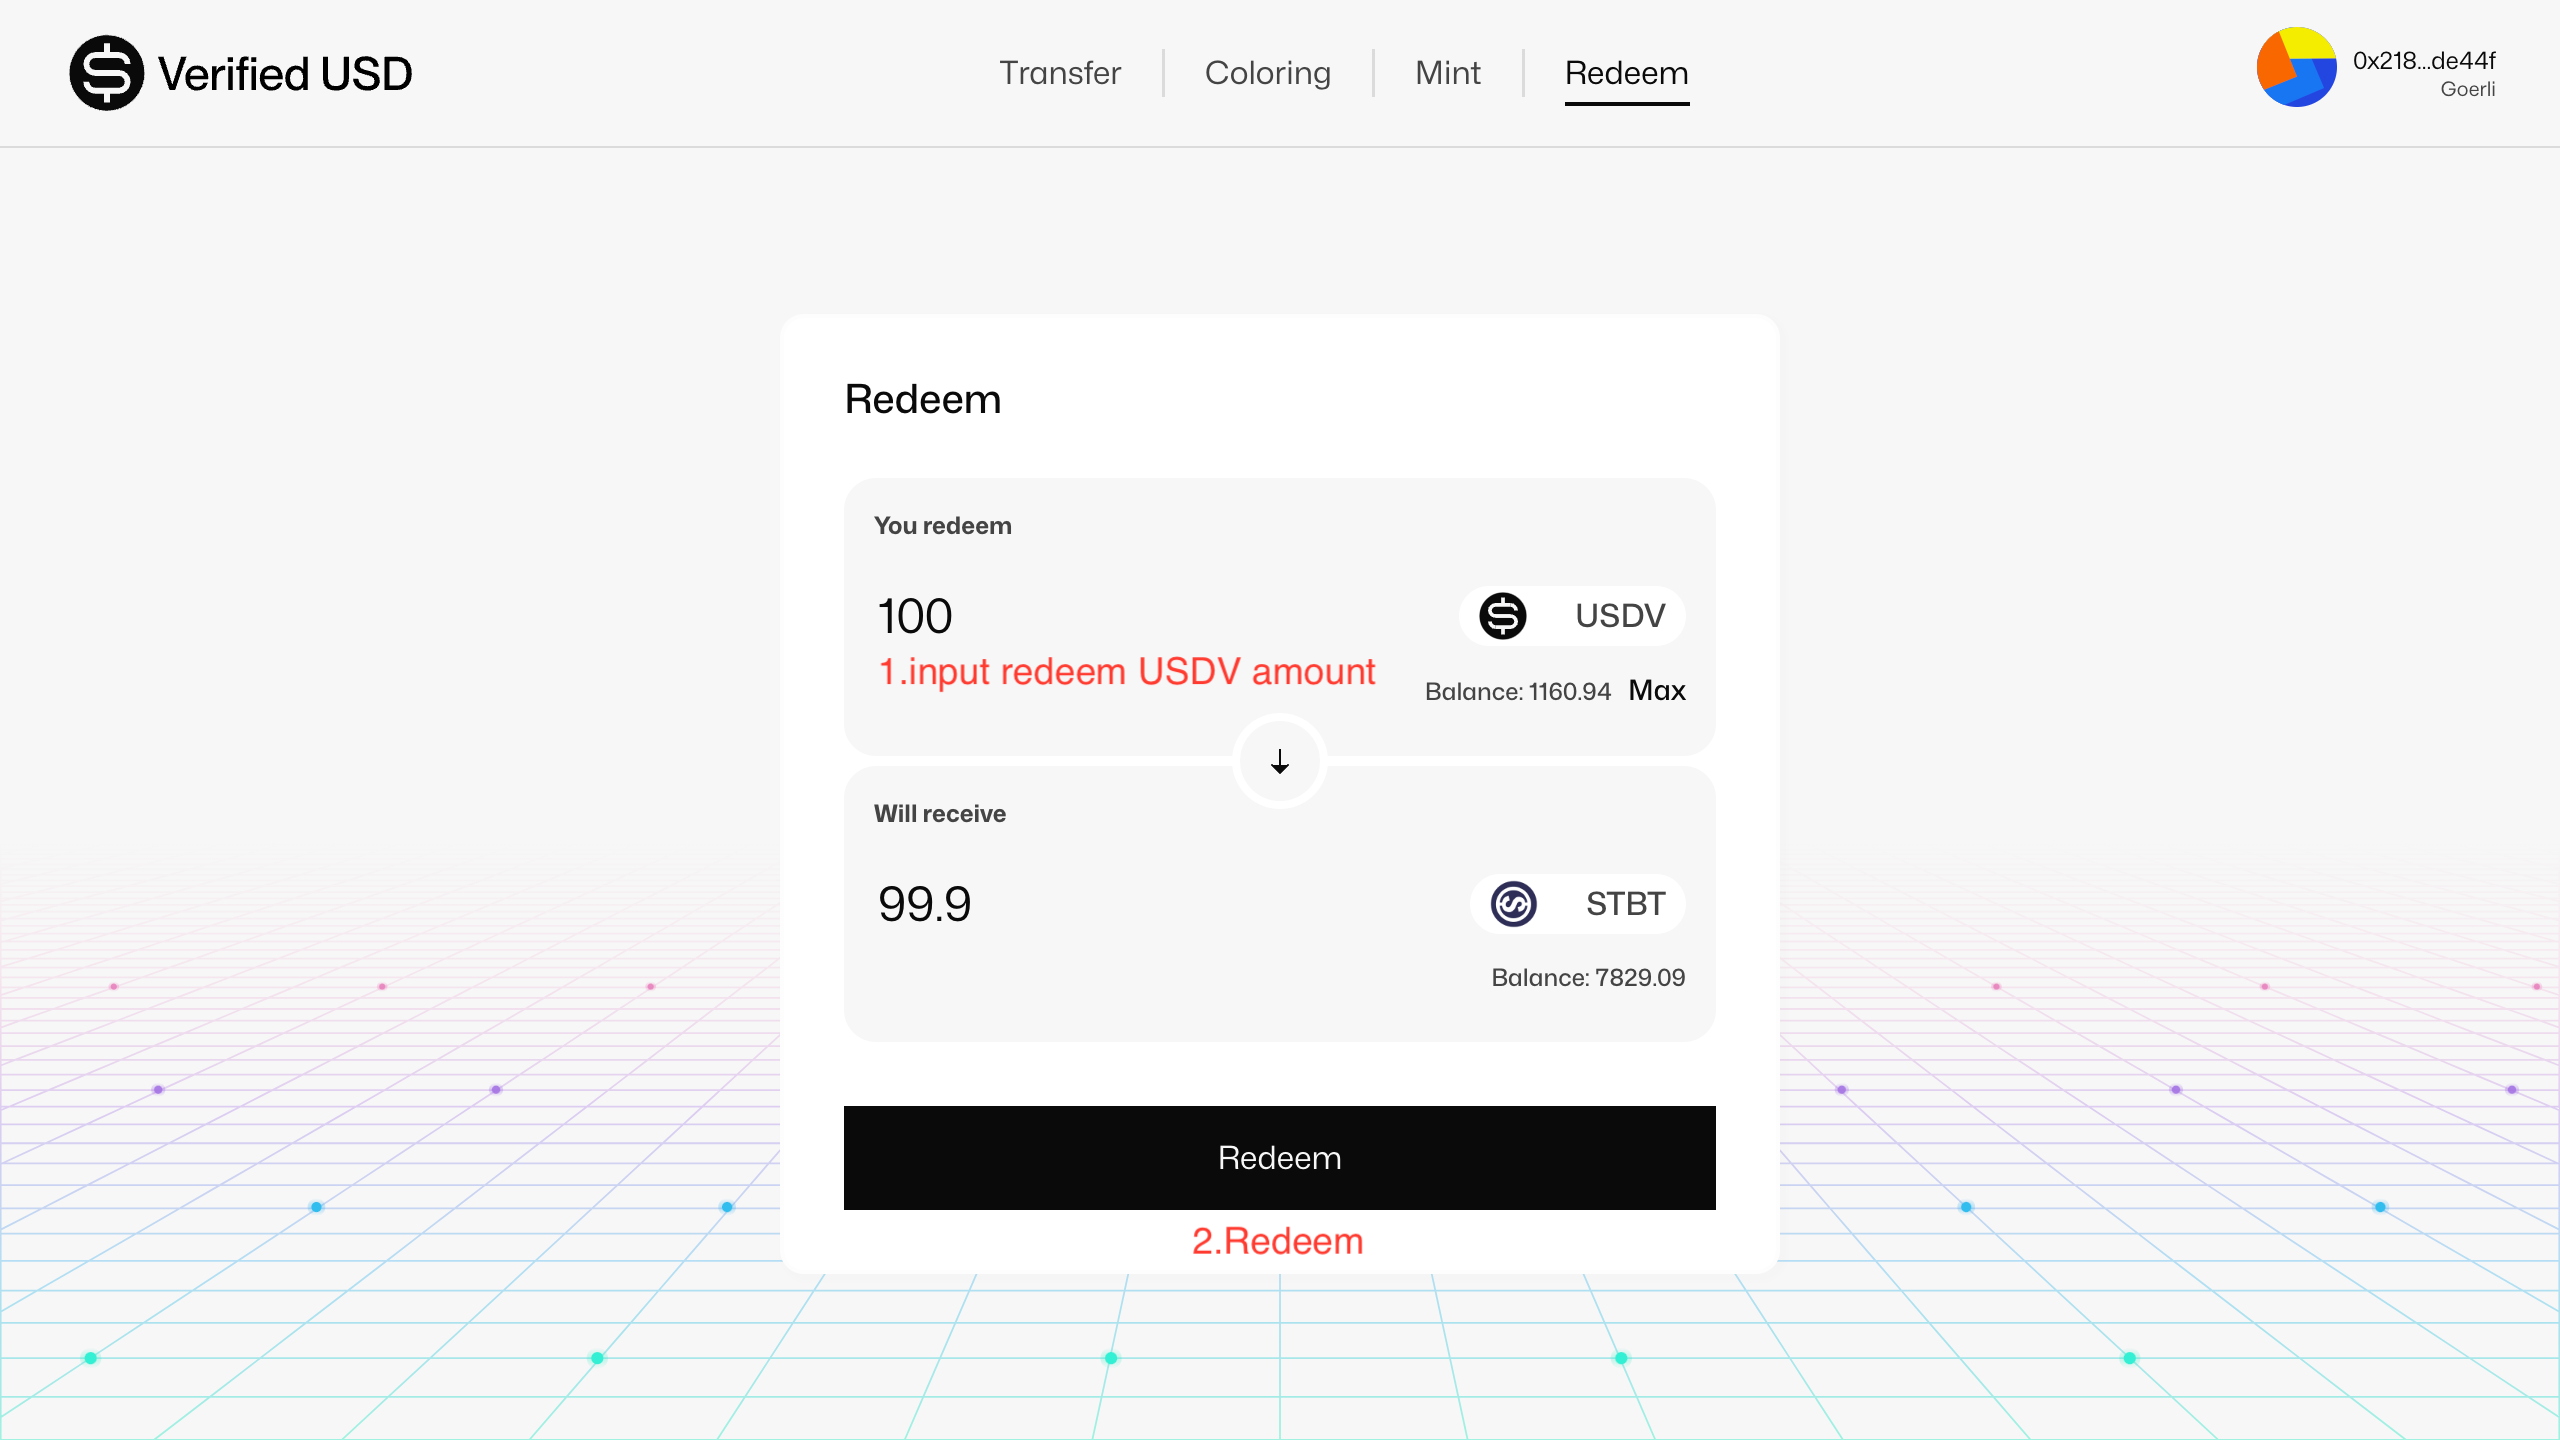 Verified USD
Transfer
Coloring
Mint
Redeem
0x218...de44f
Goerli
Redeem
You redeem
100
USDV
1.input redeem USDV amount
Balance: 1160.94 Max
Will receive
99.9
STBT
Balance: 7829.09
Redeem
2.Redeem